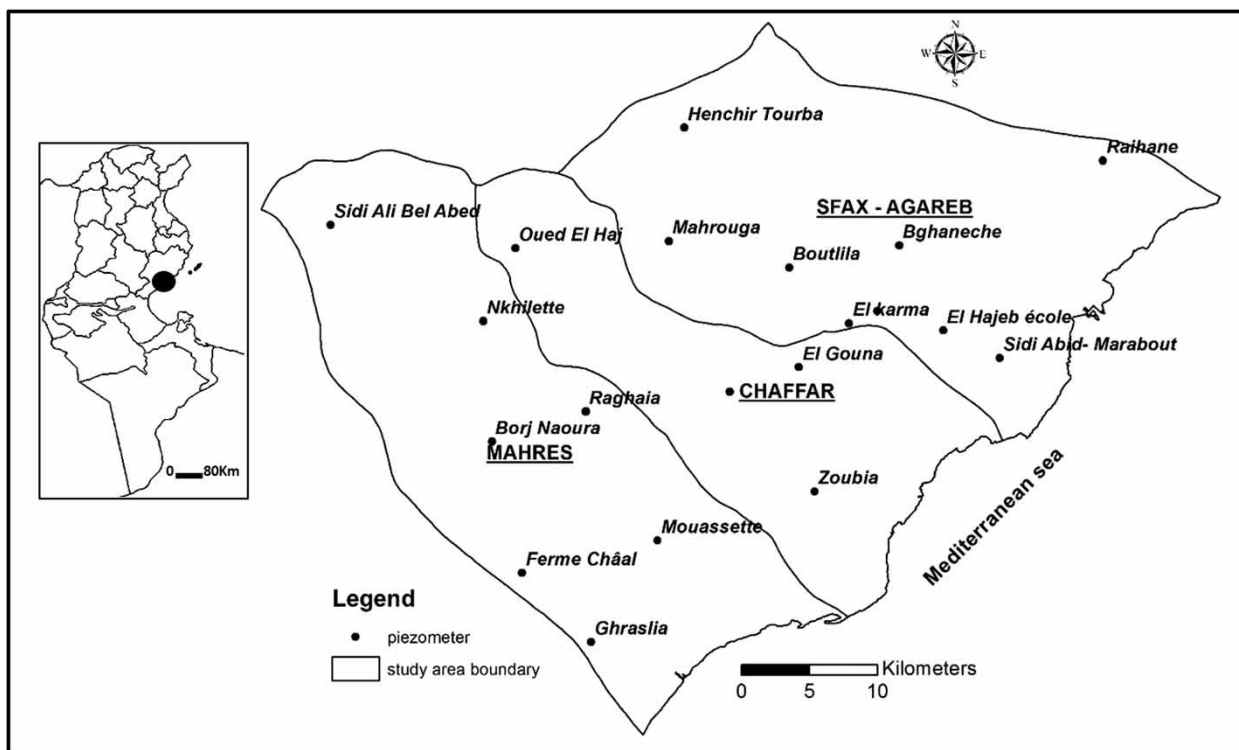 N
W E
S
Henchir Tourba
Raihane
SFAX - AGAREB
Sidi Ali Bel Abed
Mahrouga
Bghaneche
Oued El Haj
Boutlila
Nkhilette
El karma
El Hajeb école
Sidi Abid- Marabout
El Gouna
CHAFFAR
Raghaia
Borj Naoura
MAHRES
0 80Km
Zoubia
Mediterranean sea
Mouassette
Ferme Châal
Legend
piezometer
study area boundary
Ghraslia
Kilometers
0 5 10